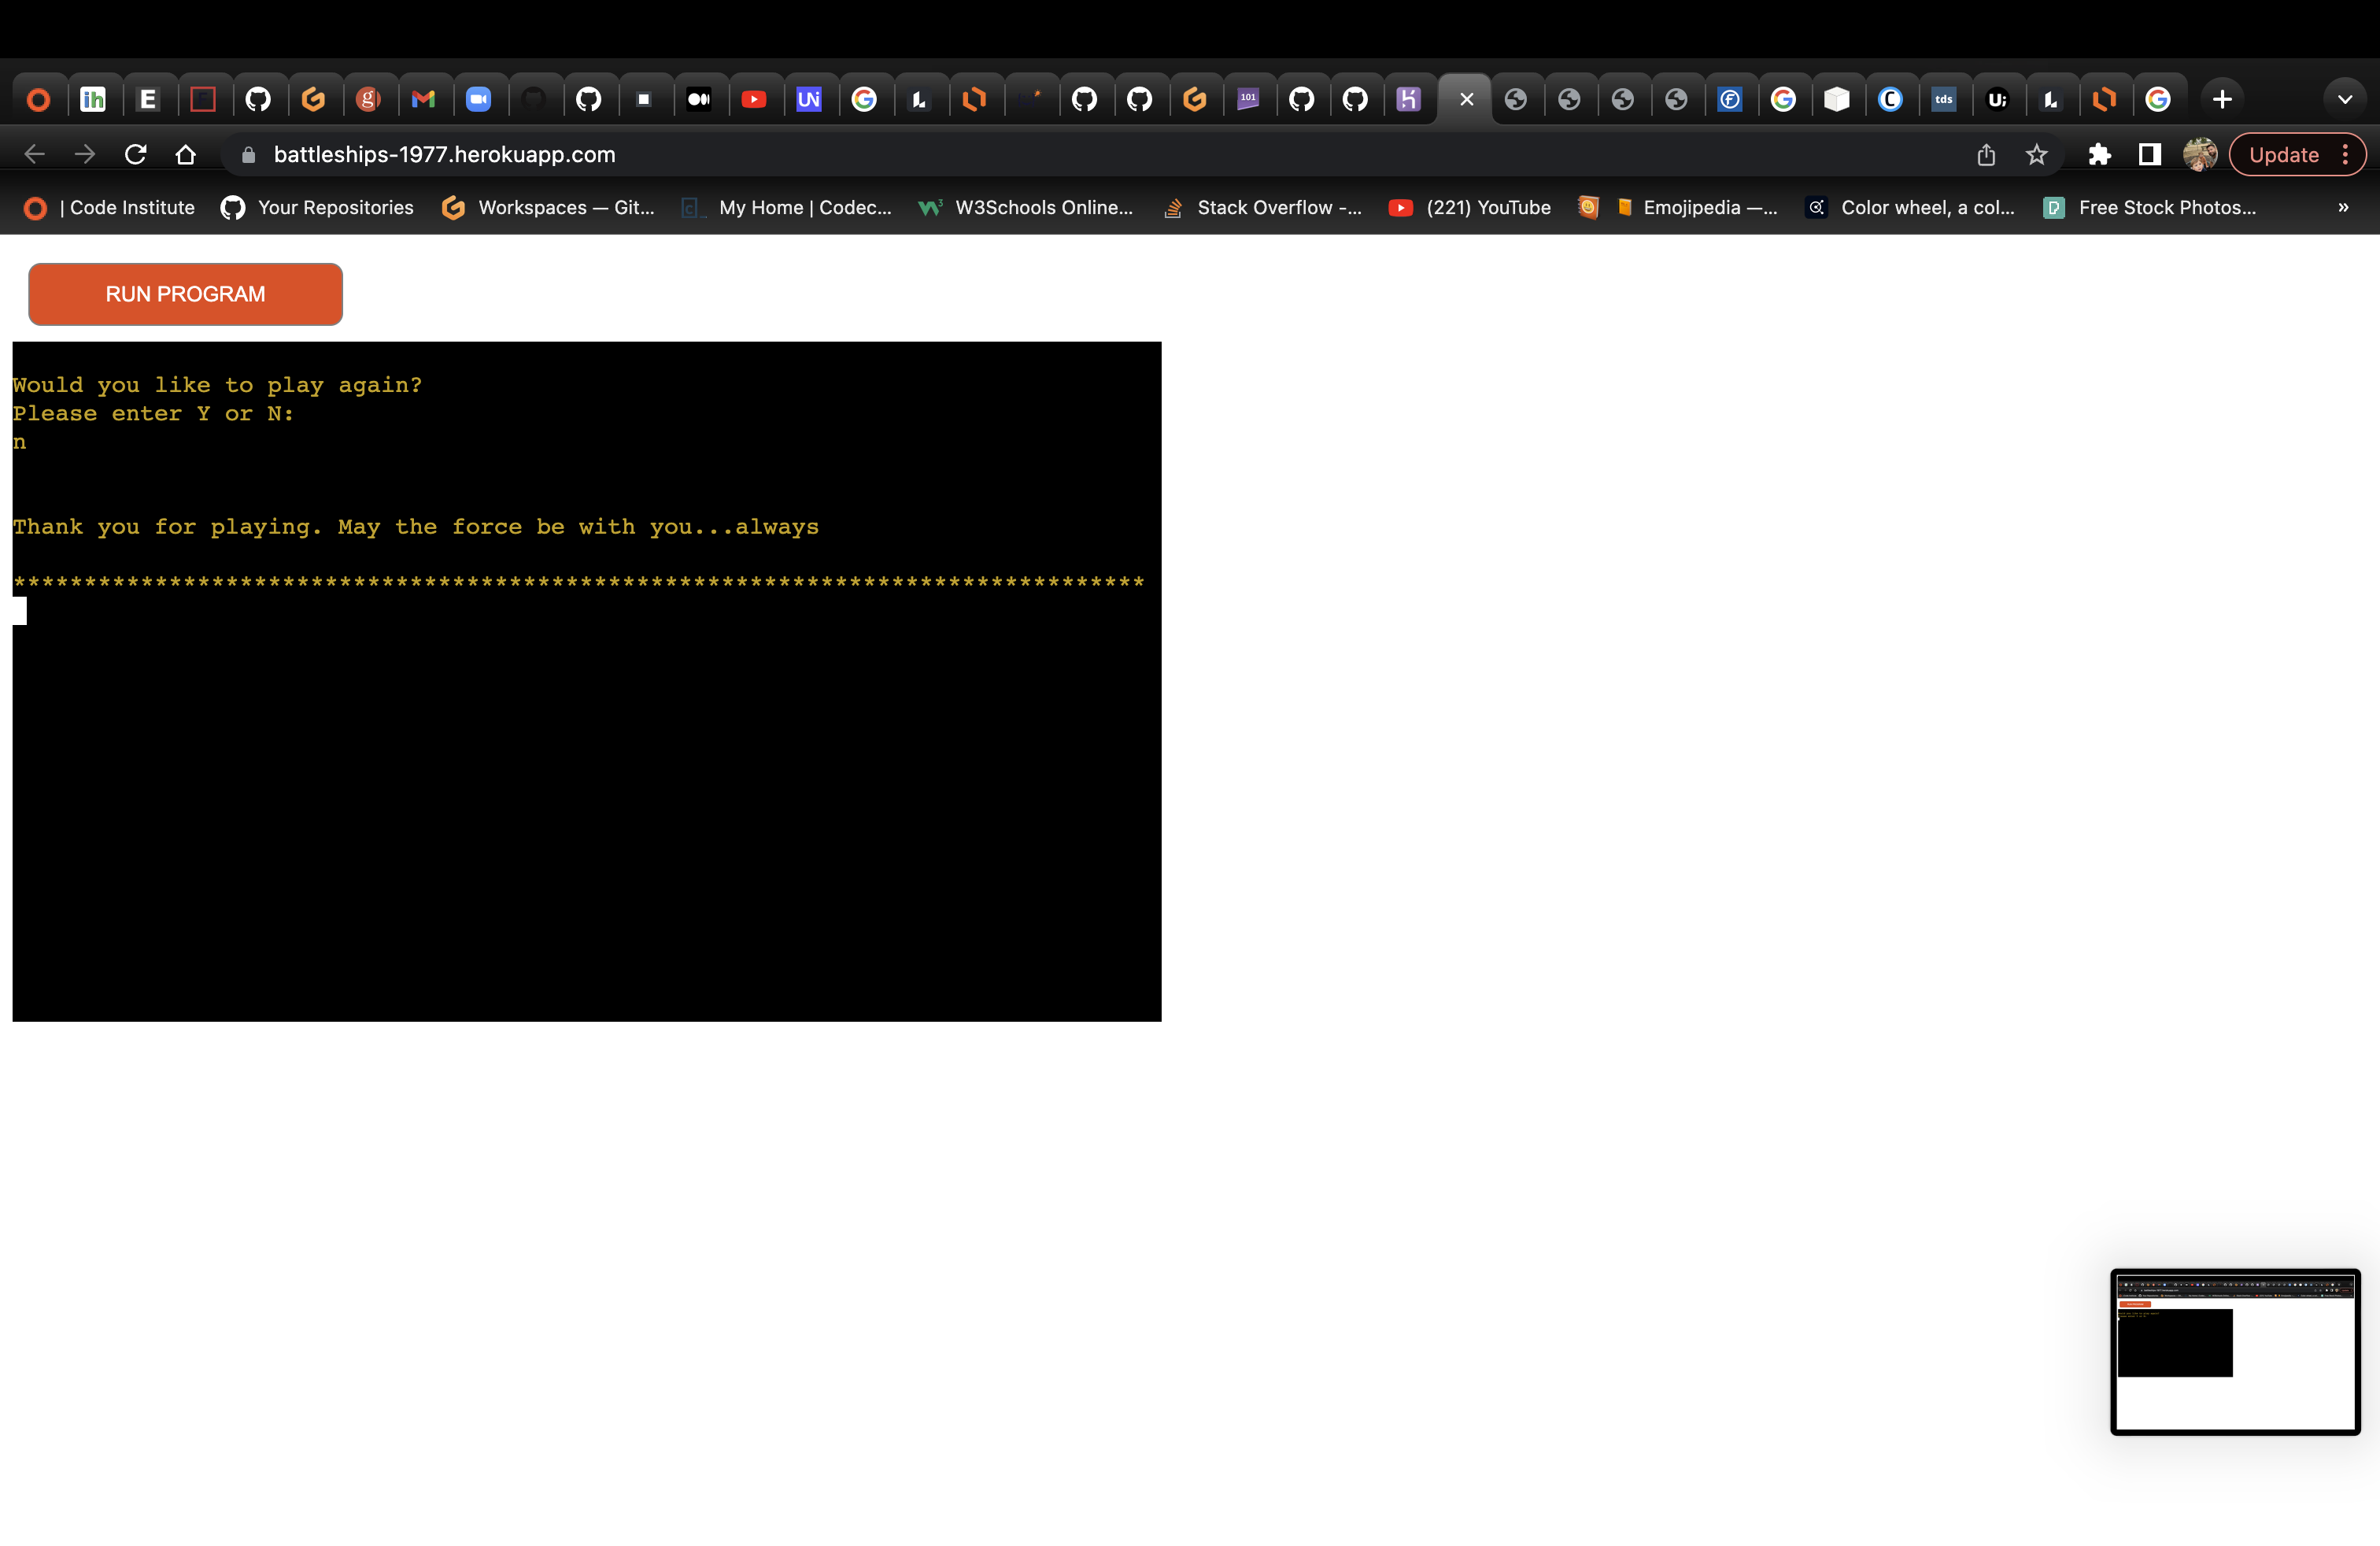 101
tds
battleships-1977.herokuapp.com
Update
| Code Institute
Your Repositories
Workspaces — Git...
My Home | Codec...
W3Schools Online...
Stack Overflow -...
(221) YouTube
Emojipedia —...
Color wheel, a col...
Free Stock Photos...
»
RUN PROGRAM
Would you like to play again?
Please enter Y or N:
n
Thank you for playing. May the force be with you...always
********************************************************************************